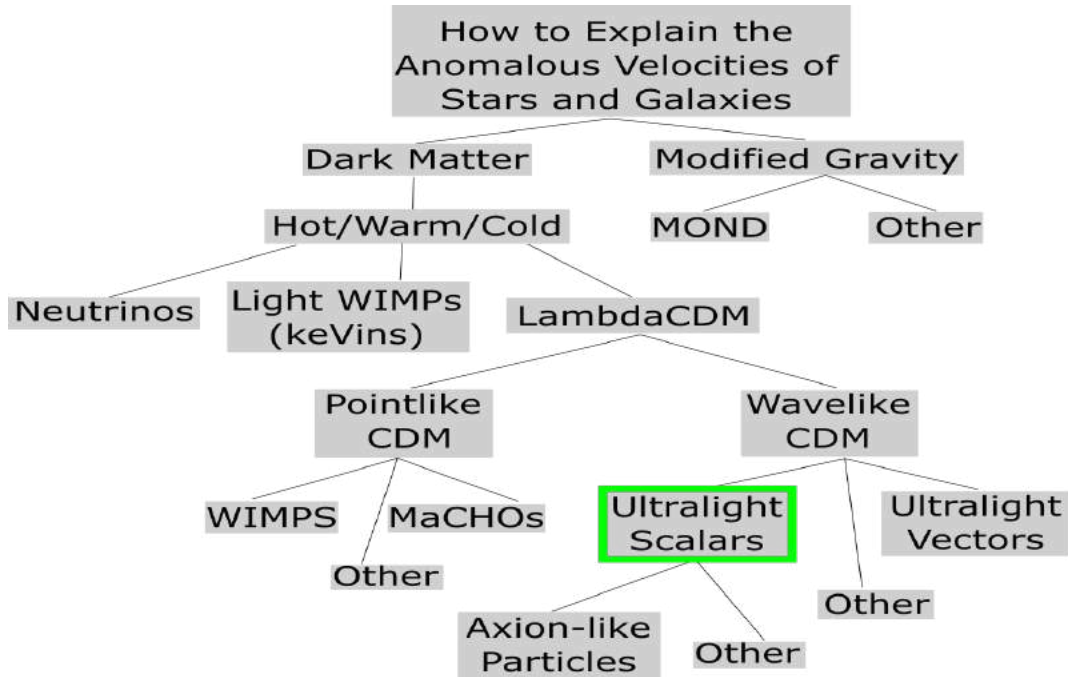 How to Explain the
Anomalous Velocities of
Stars and Galaxies
Dark Matter
Modified Gravity
Hot/Warm/Cold
MOND
Other
Neutrinos
Light WIMPs
(keVins)
LambdaCDM
Pointlike
CDM
Wavelike
CDM
WIMPS
MaCHOs
Other
Ultralight
Scalars
Ultralight
Vectors
Other
Axion-like
Particles
Other